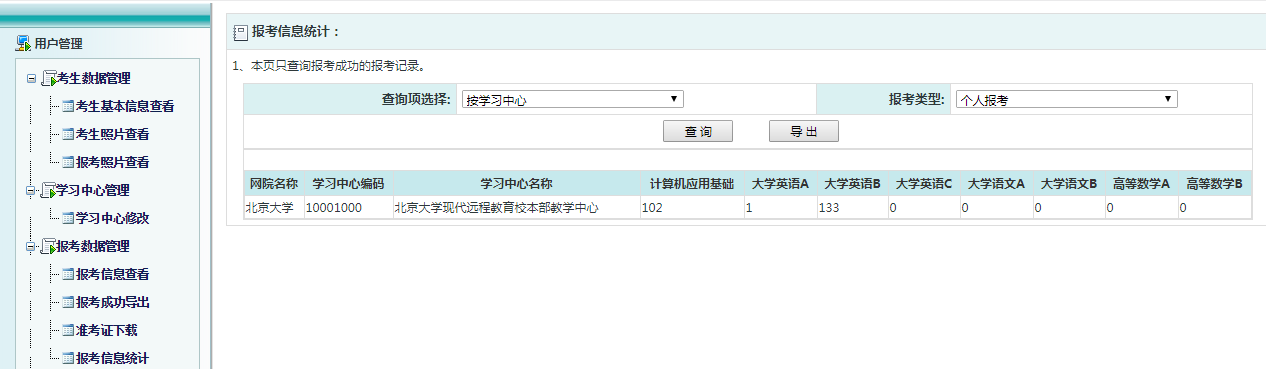 用户管理
考生数据管理
考生基本信息查看
考生照片查看
报考照片查看
学习中心管理
学习中心修改
报考数据管理
报考信息查看
报考成功导出
准考证下载
报考信息统计
报考信息统计：
1、本页只查询报考成功的报考记录。
查询项选择: 按学习中心 报考类型: 个人报考
查 询 导 出
网院名称 学习中心编码 学习中心名称 计算机应用基础 大学英语A 大学英语B 大学英语C 大学语文A 大学语文B 高等数学A 高等数学B
北京大学 10001000 北京大学现代远程教育校本部教学中心 102 1 133 0 0 0 0 0